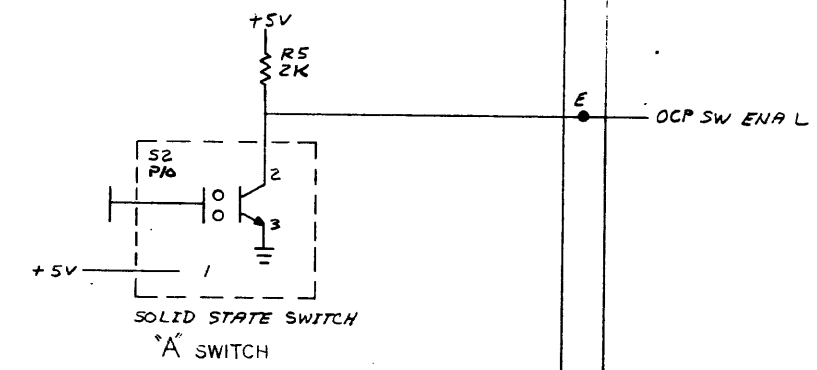 +5V
R5
2K
E
OCP SW ENA L
S2
P/O
2
3
+5V
1
SOLID STATE SWITCH
"A" SWITCH